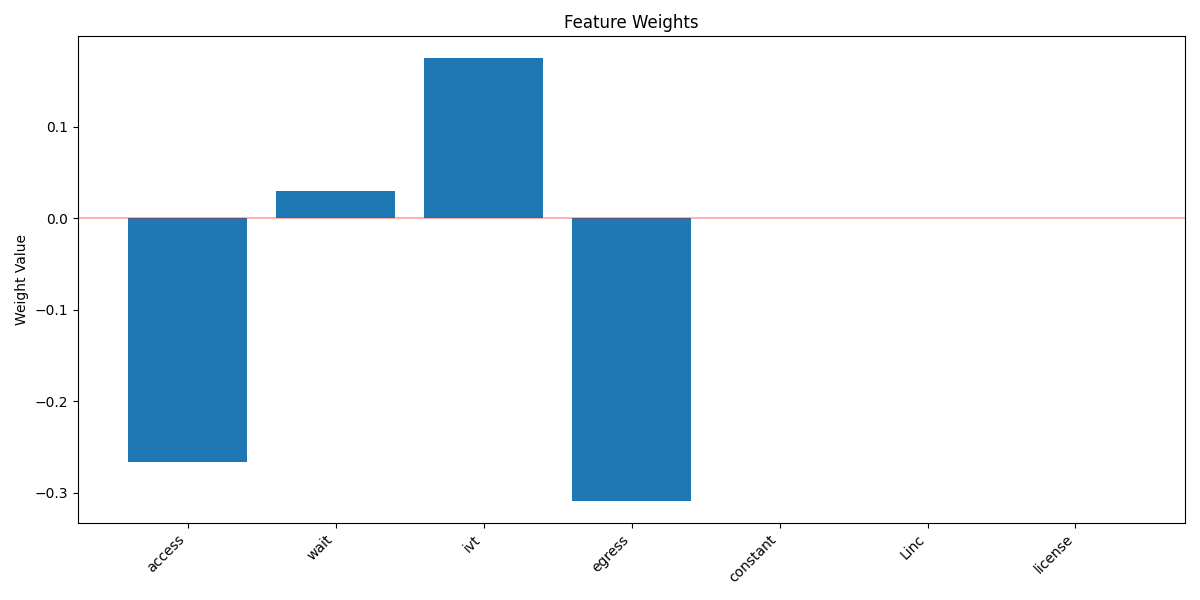 Feature Weights
Weight Value
0.1
0.0
−0.1
−0.2
−0.3
access
wait
ivt
egress
constant
Linc
license